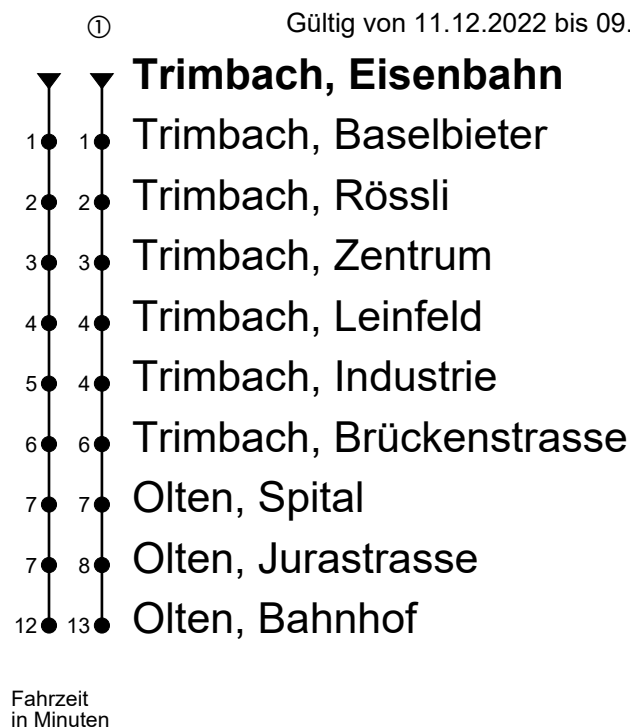 ① Gültig von 11.12.2022 bis 09.
Trimbach, Eisenbahn
1 1 Trimbach, Baselbieter
2 2 Trimbach, Rössli
3 3 Trimbach, Zentrum
4 4 Trimbach, Leinfeld
5 4 Trimbach, Industrie
6 6 Trimbach, Brückenstrasse
7 7 Olten, Spital
7 8 Olten, Jurastrasse
12 13 Olten, Bahnhof
Fahrzeit
in Minuten